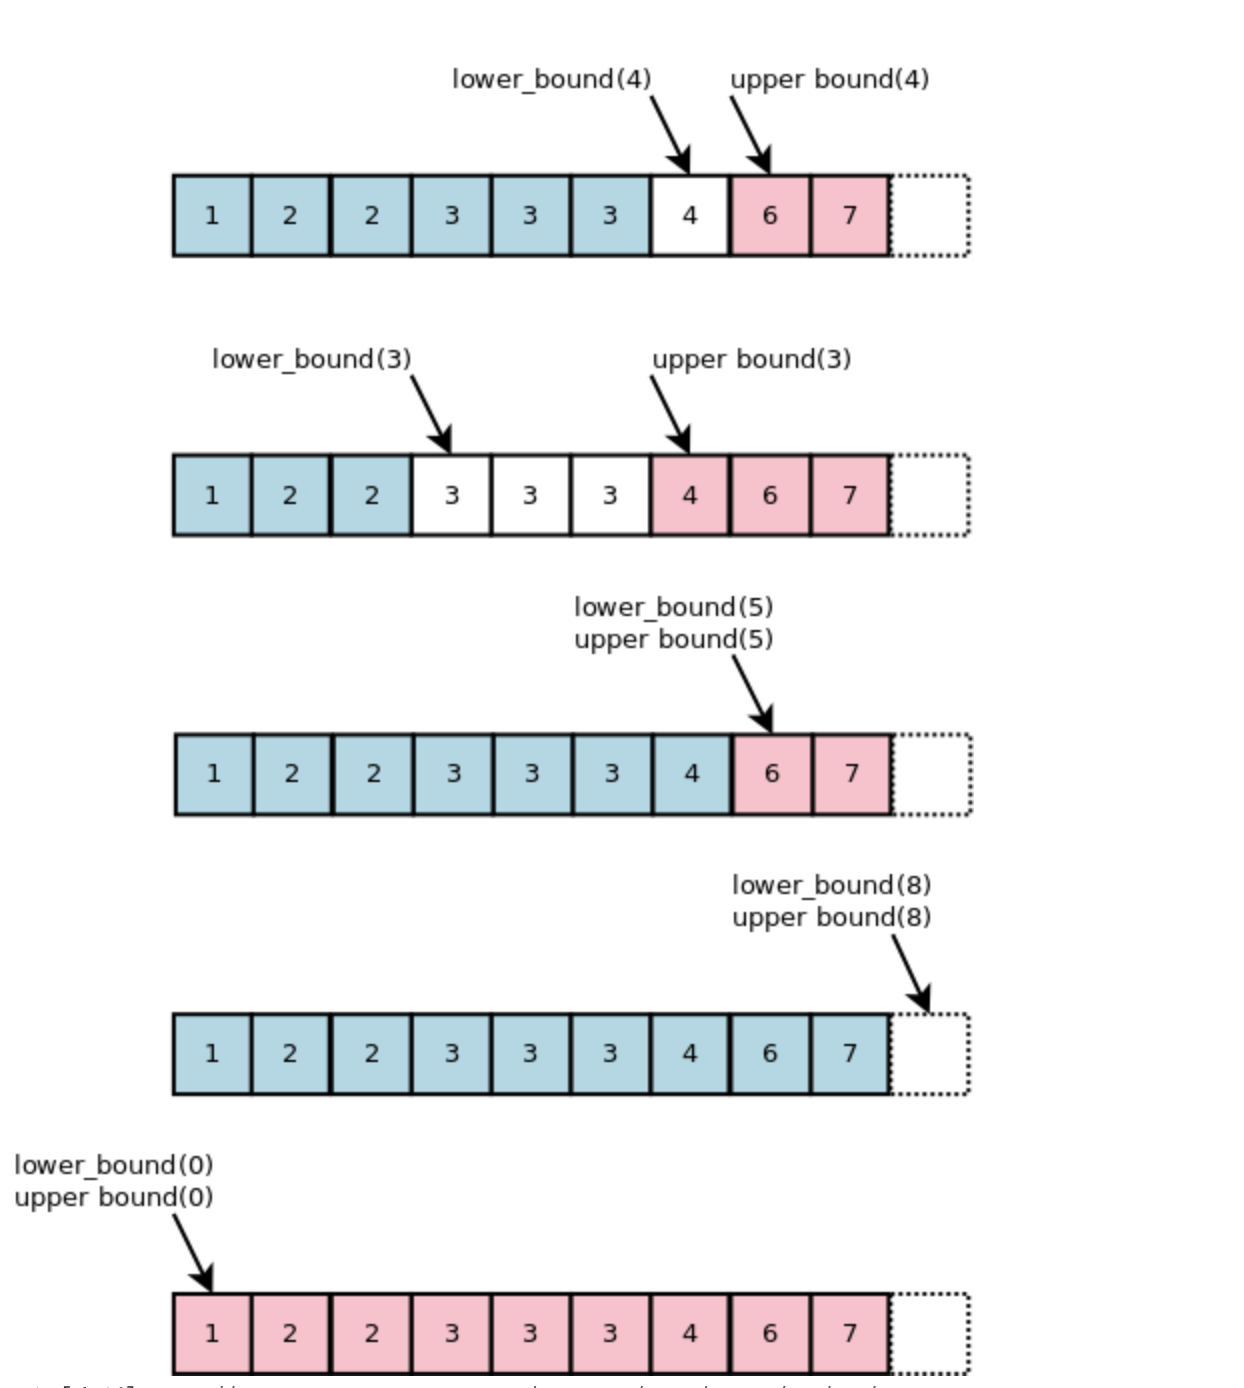 lower_bound(4) upper bound(4)
1 2 2 3 3 3 4 6 7
lower_bound(3) upper bound(3)
1 2 2 3 3 3 4 6 7
lower_bound(5)
upper bound(5)
1 2 2 3 3 3 4 6 7
lower_bound(8)
upper bound(8)
1 2 2 3 3 3 4 6 7
lower_bound(0)
upper bound(0)
1 2 2 3 3 3 4 6 7